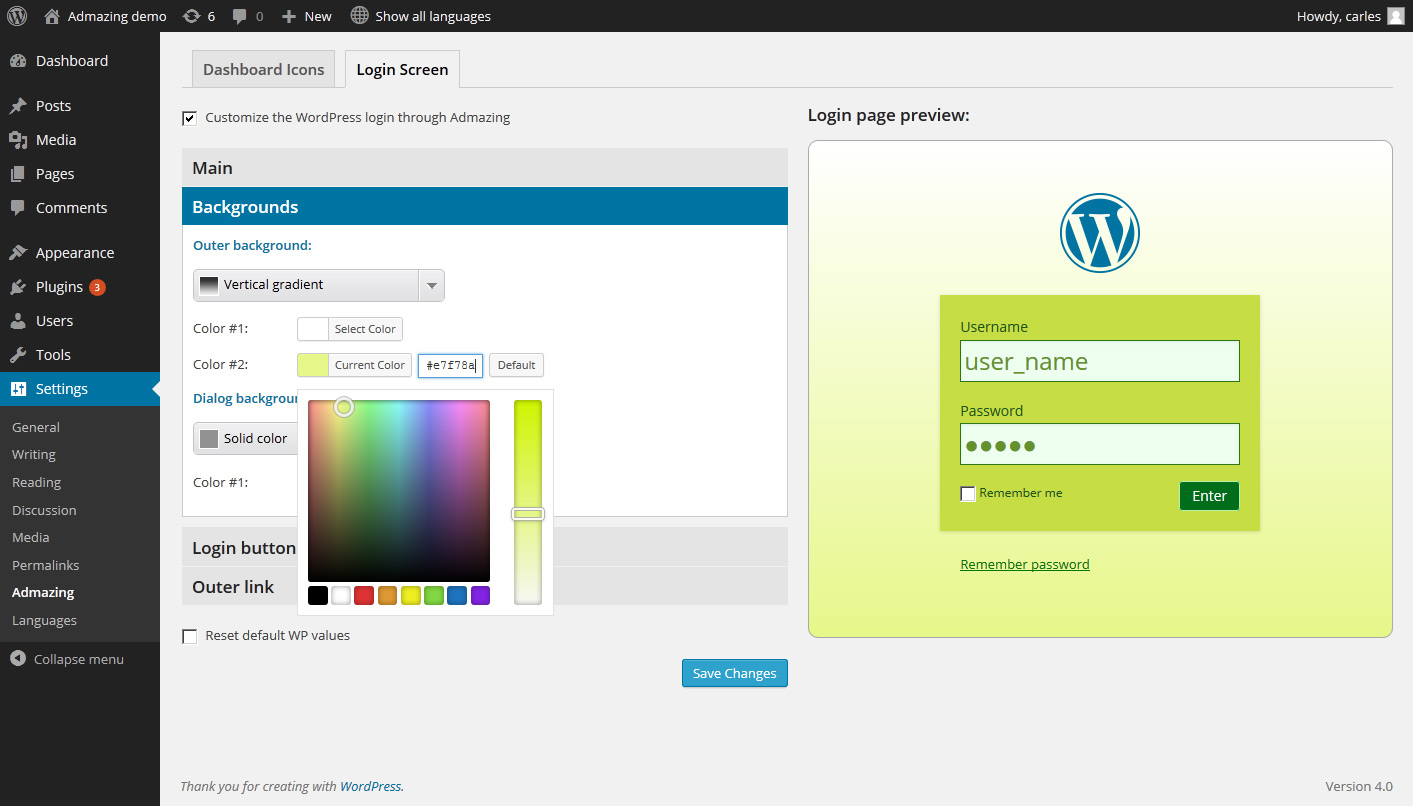 Admazing demo 6 0 New Show all languages Howdy, carles
Dashboard
Posts
Media
Pages
Comments
Appearance
Plugins 3
Users
Tools
Settings
General
Writing
Reading
Discussion
Media
Permalinks
Admazing
Languages
Collapse menu
Dashboard Icons Login Screen
Customize the WordPress login through Admazing
Main
Backgrounds
Outer background:
Vertical gradient
Color #1: Select Color
Color #2: Current Color #e7f78a Default
Dialog backgroun
Solid color
Color #1:
Login button
Outer link
Reset default WP values
Save Changes
Login page preview:
Username
user_name
Password
Remember me Enter
Remember password
Thank you for creating with WordPress. Version 4.0